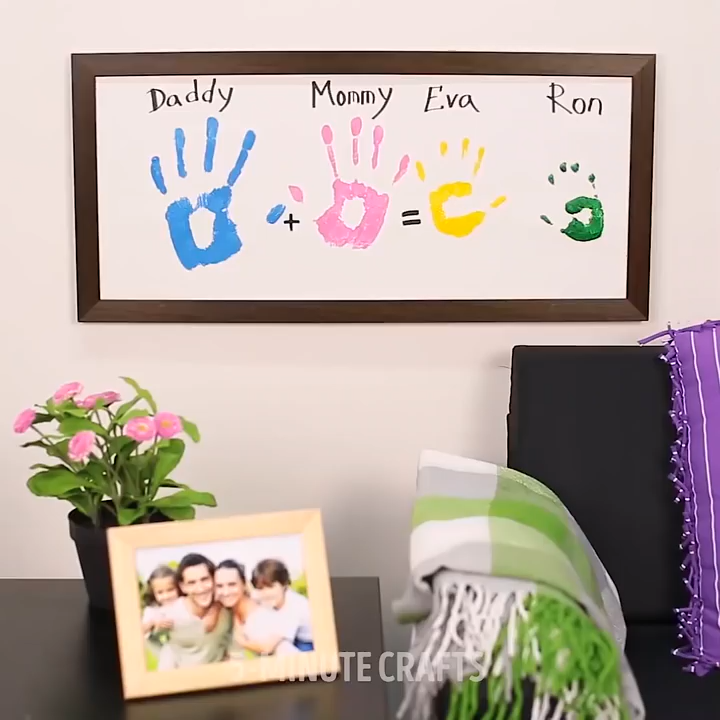 Daddy Mommy Eva Ron
+ =
5-MINUTE CRAFTS